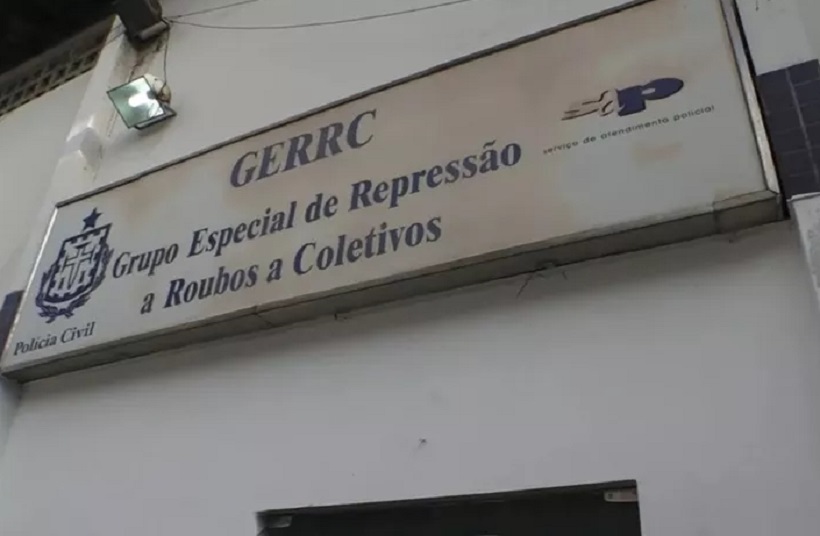 GERRC
Grupo Especial de Repressão
a Roubos a Coletivos
Polícia Civil
sap
serviço de atendimento policial